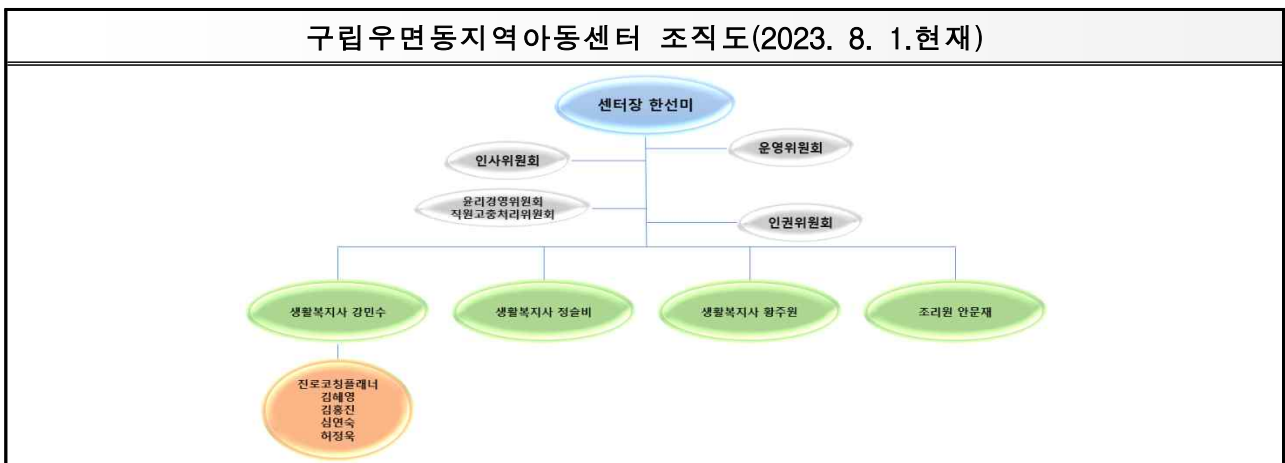 구립우면동지역아동센터 조직도(2023. 8. 1.현재)
센터장 한선미
인사위원회
운영위원회
윤리경영위원회
직원고충처리위원회
인권위원회
생활복지사 강민수
생활복지사 정슬비
생활복지사 황주원
조리원 안문재
진로코칭플래너
김혜영
김홍진
심연숙
허정욱